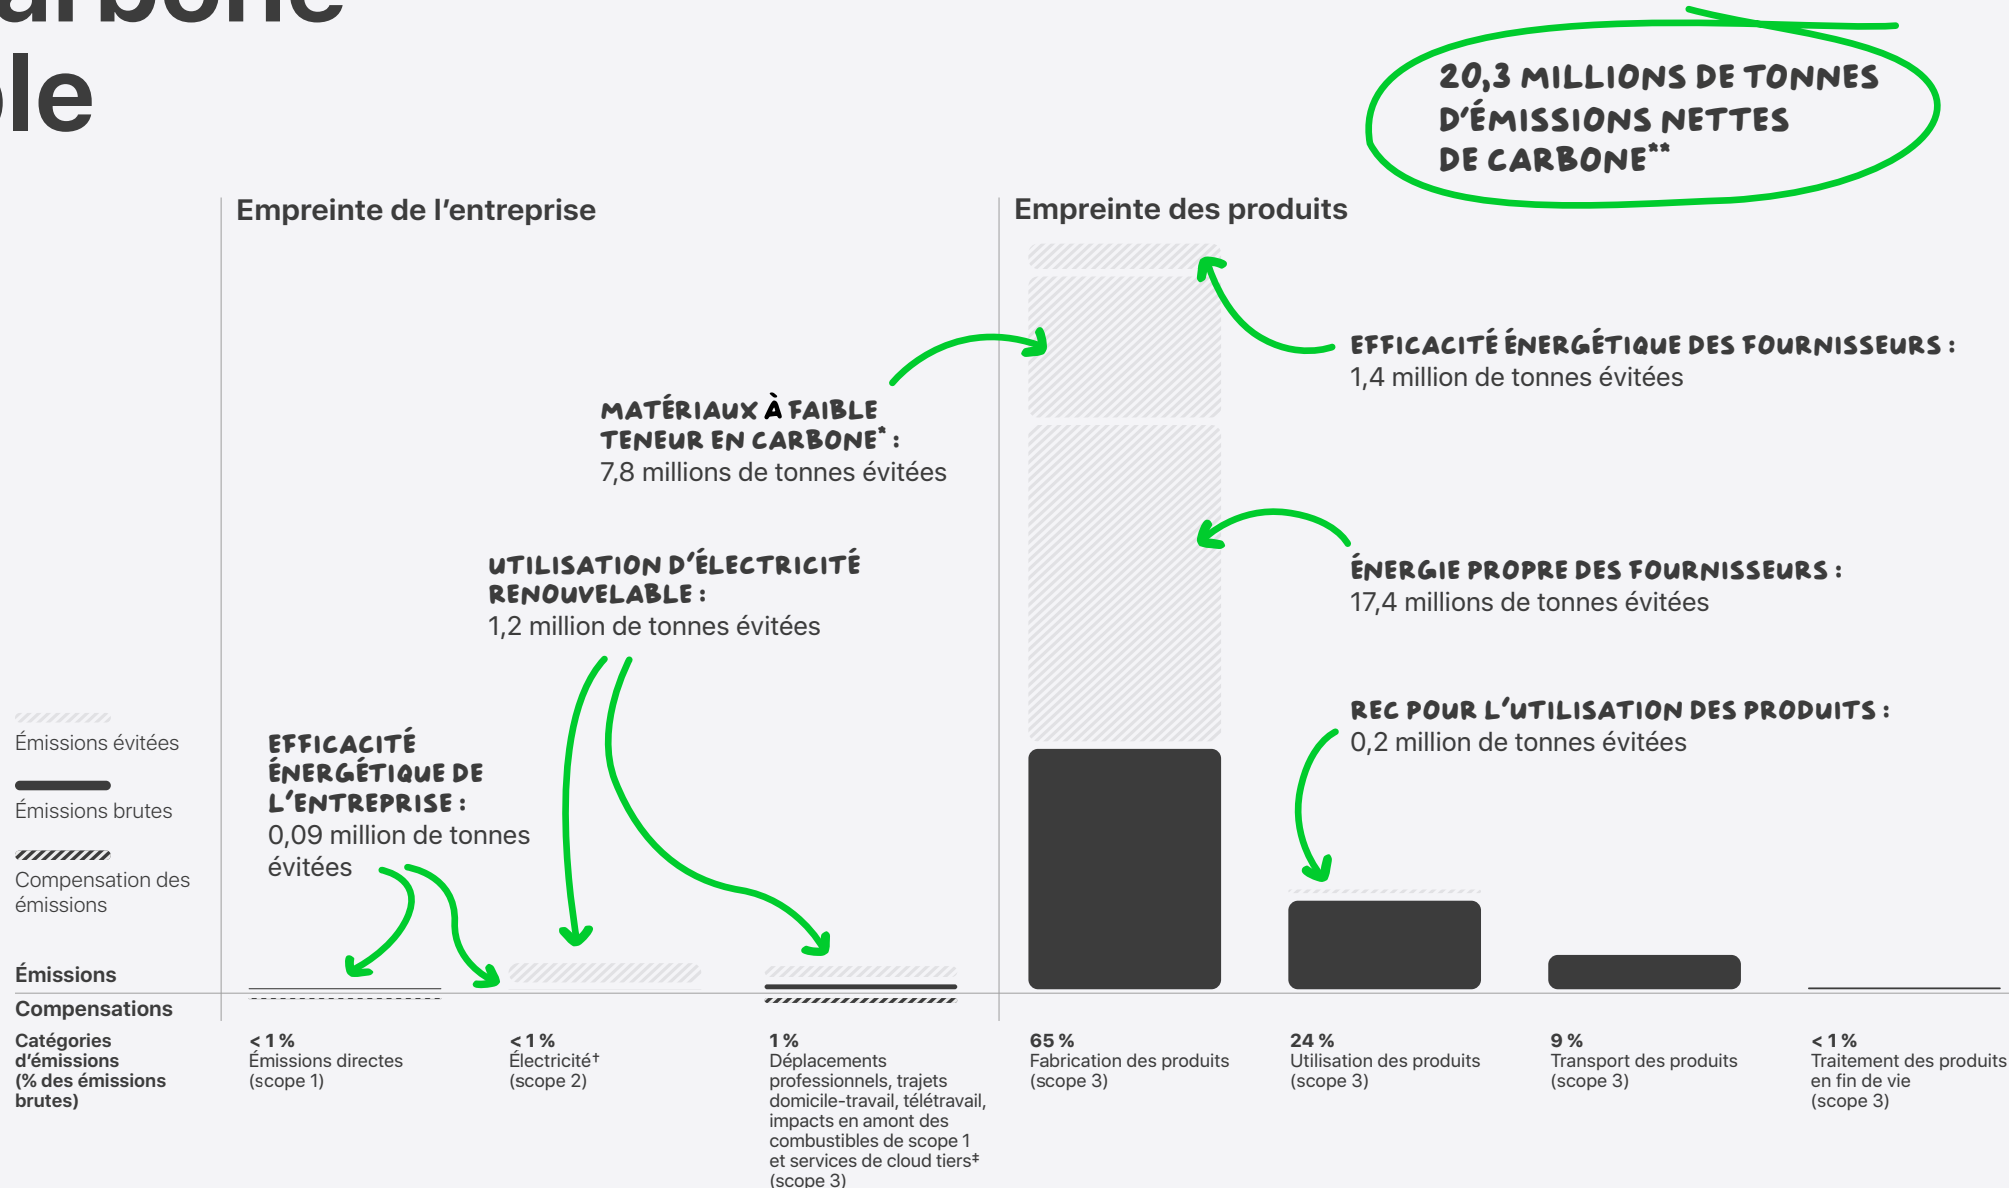 20,3 MILLIONS DE TONNES
D’ÉMISSIONS NETTES
DE CARBONE**
Empreinte de l’entreprise
Empreinte des produits
EFFICACITÉ ÉNERGÉTIQUE DES FOURNISSEURS :
1,4 million de tonnes évitées
MATÉRIAUX À FAIBLE
TENEUR EN CARBONE* :
7,8 millions de tonnes évitées
UTILISATION D’ÉLECTRICITÉ
RENOUVELABLE :
1,2 million de tonnes évitées
ÉNERGIE PROPRE DES FOURNISSEURS :
17,4 millions de tonnes évitées
REC POUR L’UTILISATION DES PRODUITS :
0,2 million de tonnes évitées
EFFICACITÉ
ÉNERGÉTIQUE DE
L’ENTREPRISE :
0,09 million de tonnes
évitées
Émissions évitées
Émissions brutes
Compensation des
émissions
Émissions
Compensations
Catégories
d’émissions
(% des émissions
brutes)
< 1 %
Émissions directes
(scope 1)
< 1 %
Électricité†
(scope 2)
1 %
Déplacements
professionnels, trajets
domicile-travail, télétravail,
impacts en amont des
combustibles de scope 1
et services de cloud tiers‡
(scope 3)
65 %
Fabrication des produits
(scope 3)
24 %
Utilisation des produits
(scope 3)
9 %
Transport des produits
(scope 3)
< 1 %
Traitement des produits
en fin de vie
(scope 3)